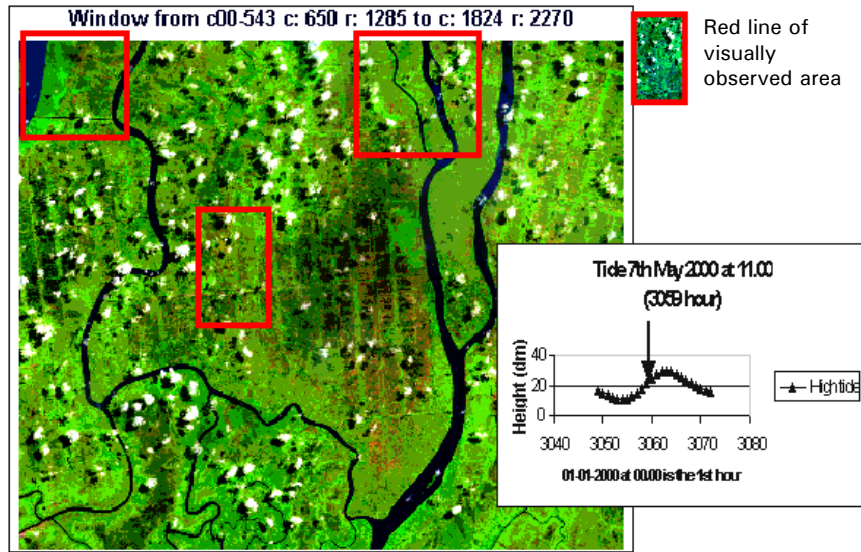 Window from c00-543 c: 650 r: 1285 to c: 1824 r: 2270
Red line of
visually
observed area
Tide 7th May 2000 at 11.00
(3059 hour)
Height (dm)
40
20
0
3040 3050 3060 3070 3080
Hightide
01-01-2000 at 00.00 is the 1st hour